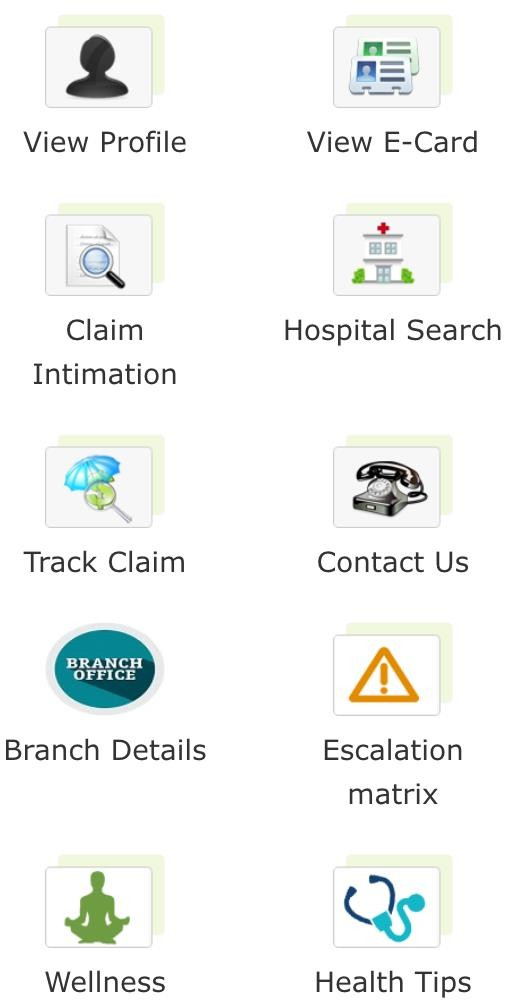 View Profile
View E-Card
Claim
Intimation
Hospital Search
Track Claim
Contact Us
BRANCH
OFFICE
Branch Details
Escalation
matrix
Wellness
Health Tips